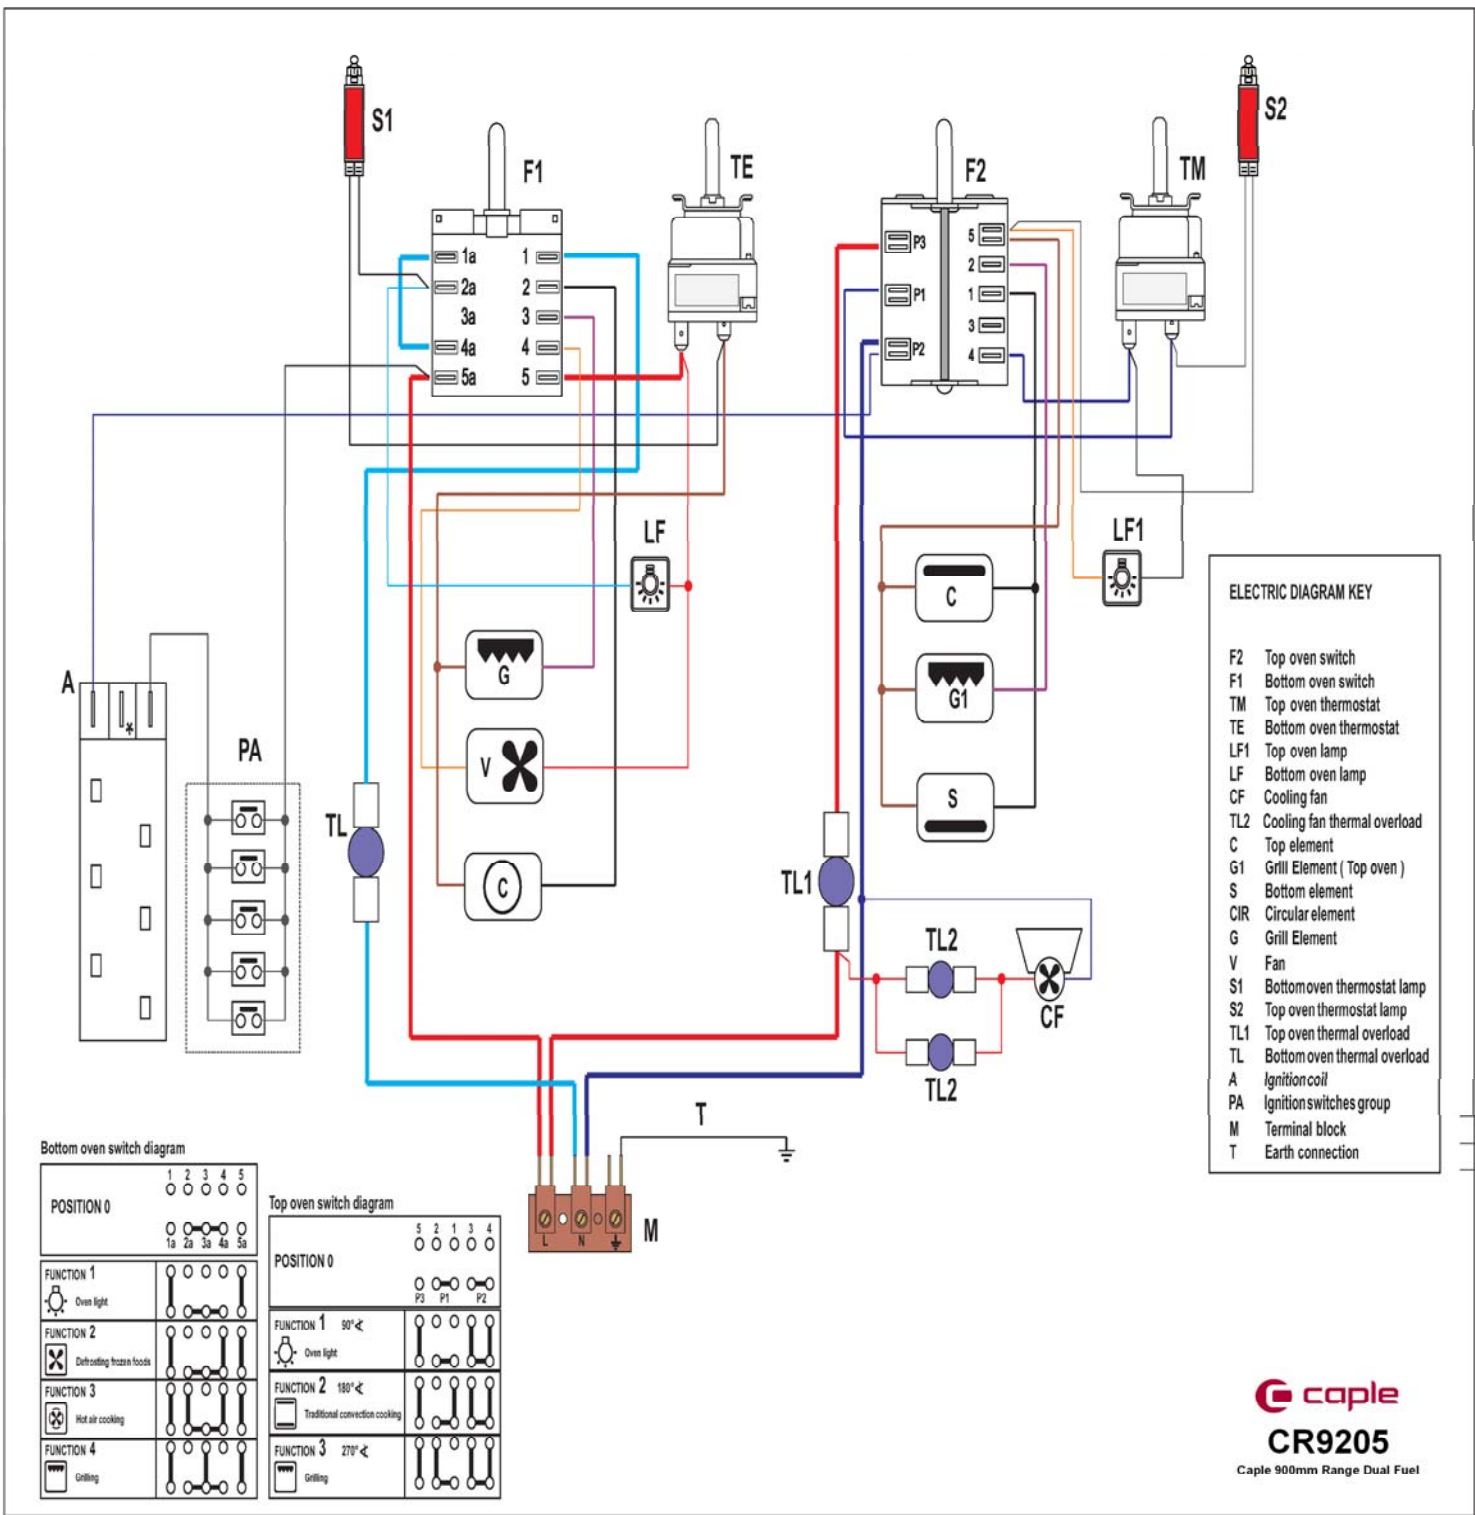 S1
F1
TE
F2
TM
S2
1a
2a
3a
4a
5a
1
2
3
4
5
P3
P1
P2
5
2
1
3
4
LF
LF1
G
V
C
C
G1
S
A
*
PA
TL
TL1
TL2
TL2
CF
T
L
N
M
ELECTRIC DIAGRAM KEY
F2 Top oven switch
F1 Bottom oven switch
TM Top oven thermostat
TE Bottom oven thermostat
LF1 Top oven lamp
LF Bottom oven lamp
CF Cooling fan
TL2 Cooling fan thermal overload
C Top element
G1 Grill Element ( Top oven )
S Bottom element
CIR Circular element
G Grill Element
V Fan
S1 Bottom oven thermostat lamp
S2 Top oven thermostat lamp
TL1 Top oven thermal overload
TL Bottom oven thermal overload
A Ignition coil
PA Ignition switches group
M Terminal block
T Earth connection
Bottom oven switch diagram
1 2 3 4 5
POSITION 0
1a 2a 3a 4a 5a
FUNCTION 1
Oven light
FUNCTION 2
Defrosting frozen foods
FUNCTION 3
Hot air cooking
FUNCTION 4
Grilling
Top oven switch diagram
5 2 1 3 4
POSITION 0
P3 P1 P2
FUNCTION 1 90°∢
Oven light
FUNCTION 2 180°∢
Traditional convection cooking
FUNCTION 3 270°∢
Grilling
caple
CR9205
Caple 900mm Range Dual Fuel